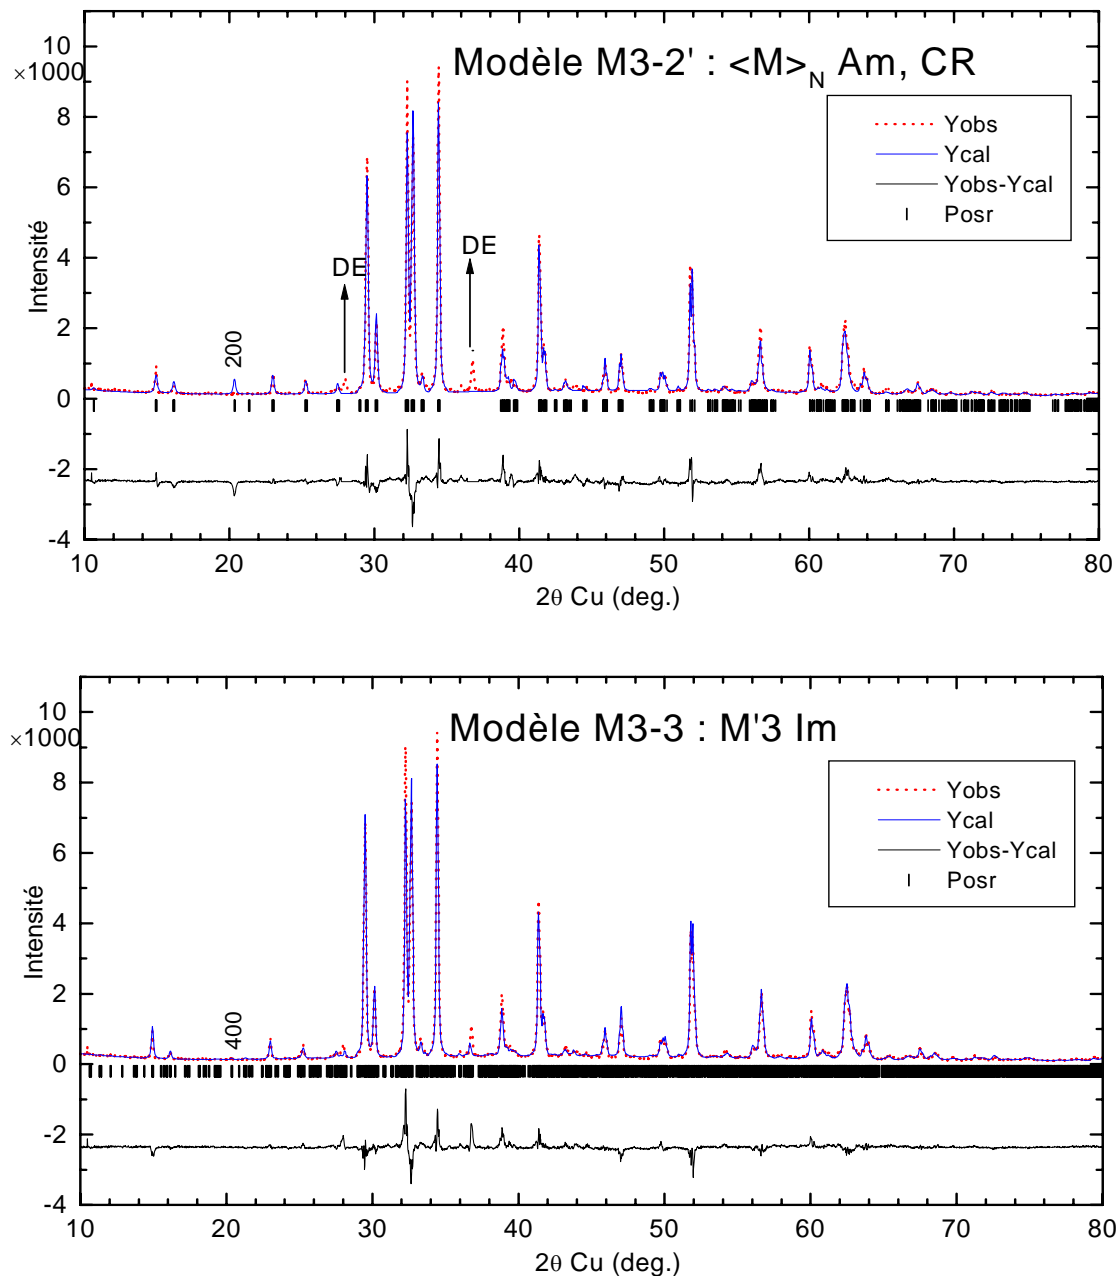 10
×1000
Modèle M3-2' : <M>N Am, CR
Yobs
Ycal
Yobs-Ycal
Posr
8
6
4
2
0
-2
-4
Intensité
DE
DE
200
10 20 30 40 50 60 70 80
2θ Cu (deg.)
10
×1000
Modèle M3-3 : M'3 Im
Yobs
Ycal
Yobs-Ycal
Posr
8
6
4
2
0
-2
-4
Intensité
400
10 20 30 40 50 60 70 80
2θ Cu (deg.)